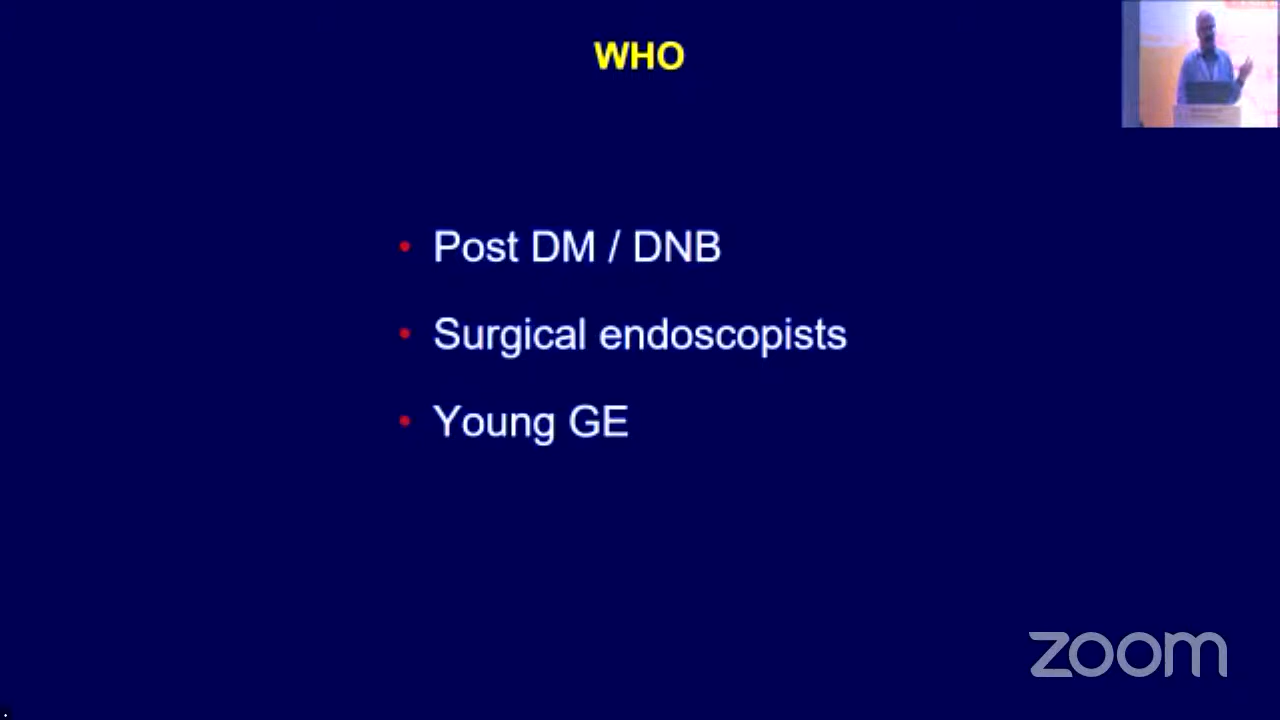 WHO
• Post DM / DNB
• Surgical endoscopists
• Young GE
zoom